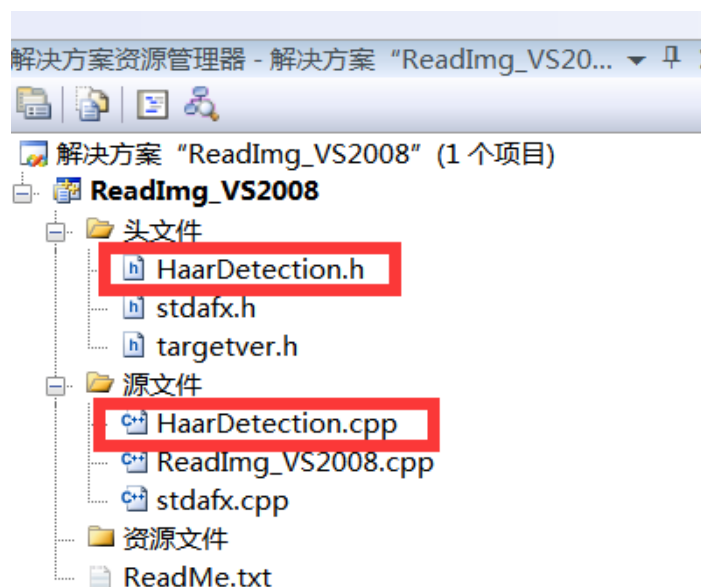 解决方案资源管理器 - 解决方案 “ReadImg_VS20...
解决方案 “ReadImg_VS2008” (1 个项目)
ReadImg_VS2008
头文件
HaarDetection.h
stdafx.h
targetver.h
源文件
HaarDetection.cpp
ReadImg_VS2008.cpp
stdafx.cpp
资源文件
ReadMe.txt